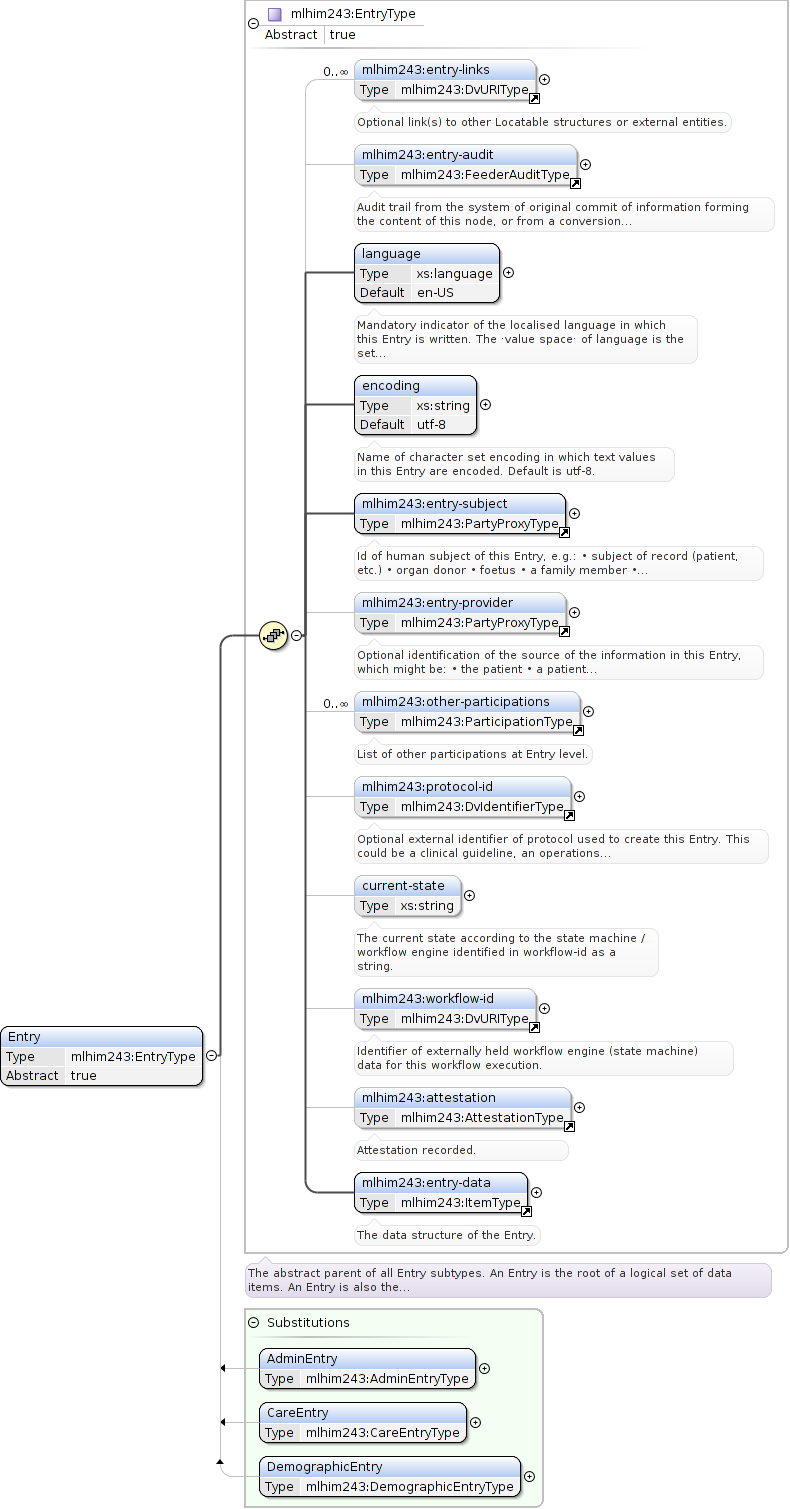 mlhim243:EntryType
Abstract true
0..∞
mlhim243:entry-links
Type mlhim243:DvURIType
Optional link(s) to other Locatable structures or external entities.
mlhim243:entry-audit
Type mlhim243:FeederAuditType
Audit trail from the system of original commit of information forming
the content of this node, or from a conversion...
language
Type xs:language
Default en-US
Mandatory indicator of the localised language in which
this Entry is written. The ·value space· of language is the
set...
encoding
Type xs:string
Default utf-8
Name of character set encoding in which text values
in this Entry are encoded. Default is utf-8.
mlhim243:entry-subject
Type mlhim243:PartyProxyType
Id of human subject of this Entry, e.g.: • subject of record (patient,
etc.) • organ donor • foetus • a family member •...
mlhim243:entry-provider
Type mlhim243:PartyProxyType
Optional identification of the source of the information in this Entry,
which might be: • the patient • a patient...
0..∞
mlhim243:other-participations
Type mlhim243:ParticipationType
List of other participations at Entry level.
mlhim243:protocol-id
Type mlhim243:DvIdentifierType
Optional external identifier of protocol used to create this Entry. This
could be a clinical guideline, an operations...
current-state
Type xs:string
The current state according to the state machine /
workflow engine identified in workflow-id as a
string.
mlhim243:workflow-id
Type mlhim243:DvURIType
Identifier of externally held workflow engine (state machine)
data for this workflow execution.
mlhim243:attestation
Type mlhim243:AttestationType
Attestation recorded.
mlhim243:entry-data
Type mlhim243:ItemType
The data structure of the Entry.
Entry
Type mlhim243:EntryType
Abstract true
The abstract parent of all Entry subtypes. An Entry is the root of a logical set of data
items. An Entry is also the...
Substitutions
AdminEntry
Type mlhim243:AdminEntryType
CareEntry
Type mlhim243:CareEntryType
DemographicEntry
Type mlhim243:DemographicEntryType